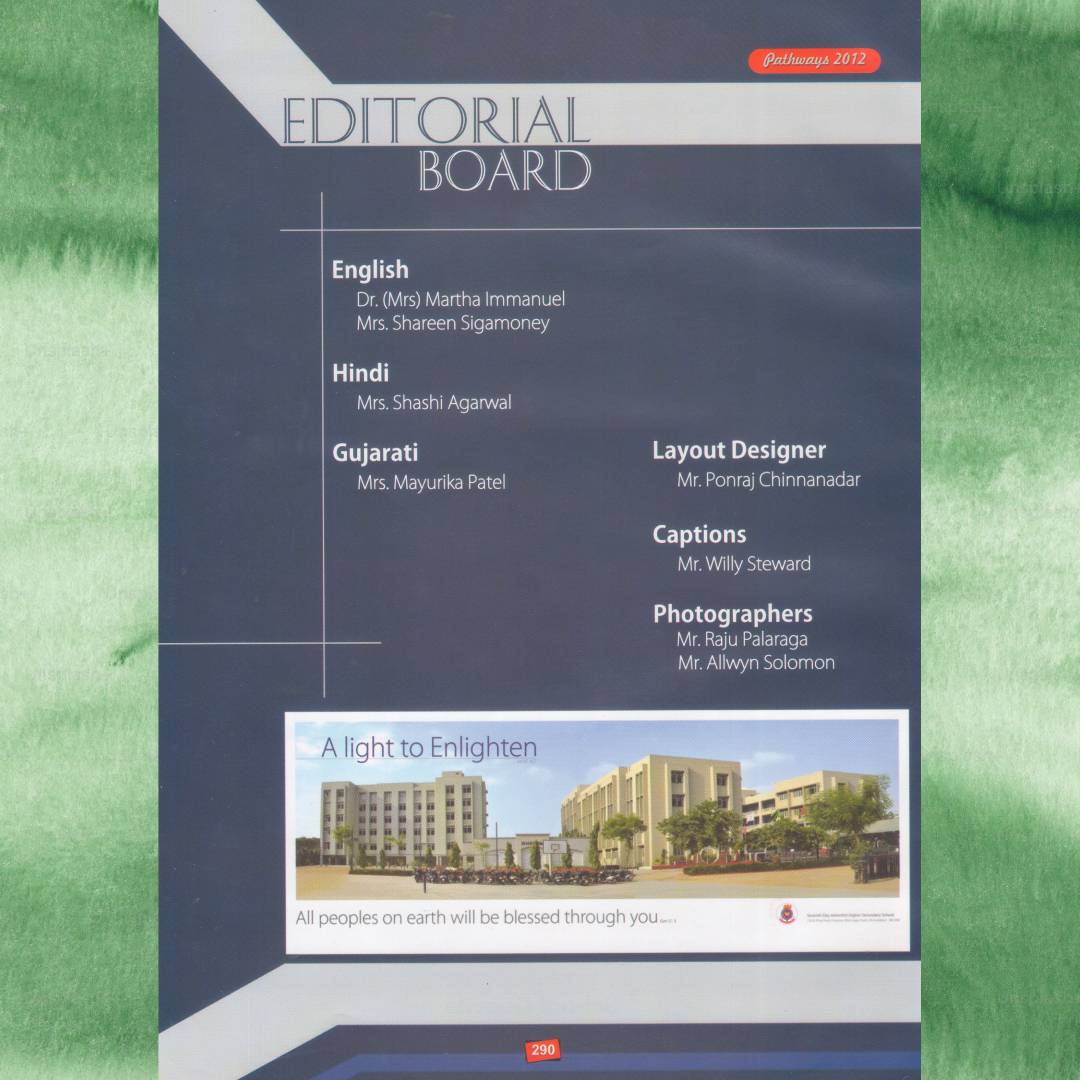 Pathways 2012
EDITORIAL
BOARD
English
Dr. (Mrs) Martha Immanuel
Mrs. Shareen Sigamoney
Hindi
Mrs. Shashi Agarwal
Gujarati
Mrs. Mayurika Patel
Layout Designer
Mr. Ponraj Chinnanadar
Captions
Mr. Willy Steward
Photographers
Mr. Raju Palaraga
Mr. Allwyn Solomon
A light to Enlighten
All peoples on earth will be blessed through you
290